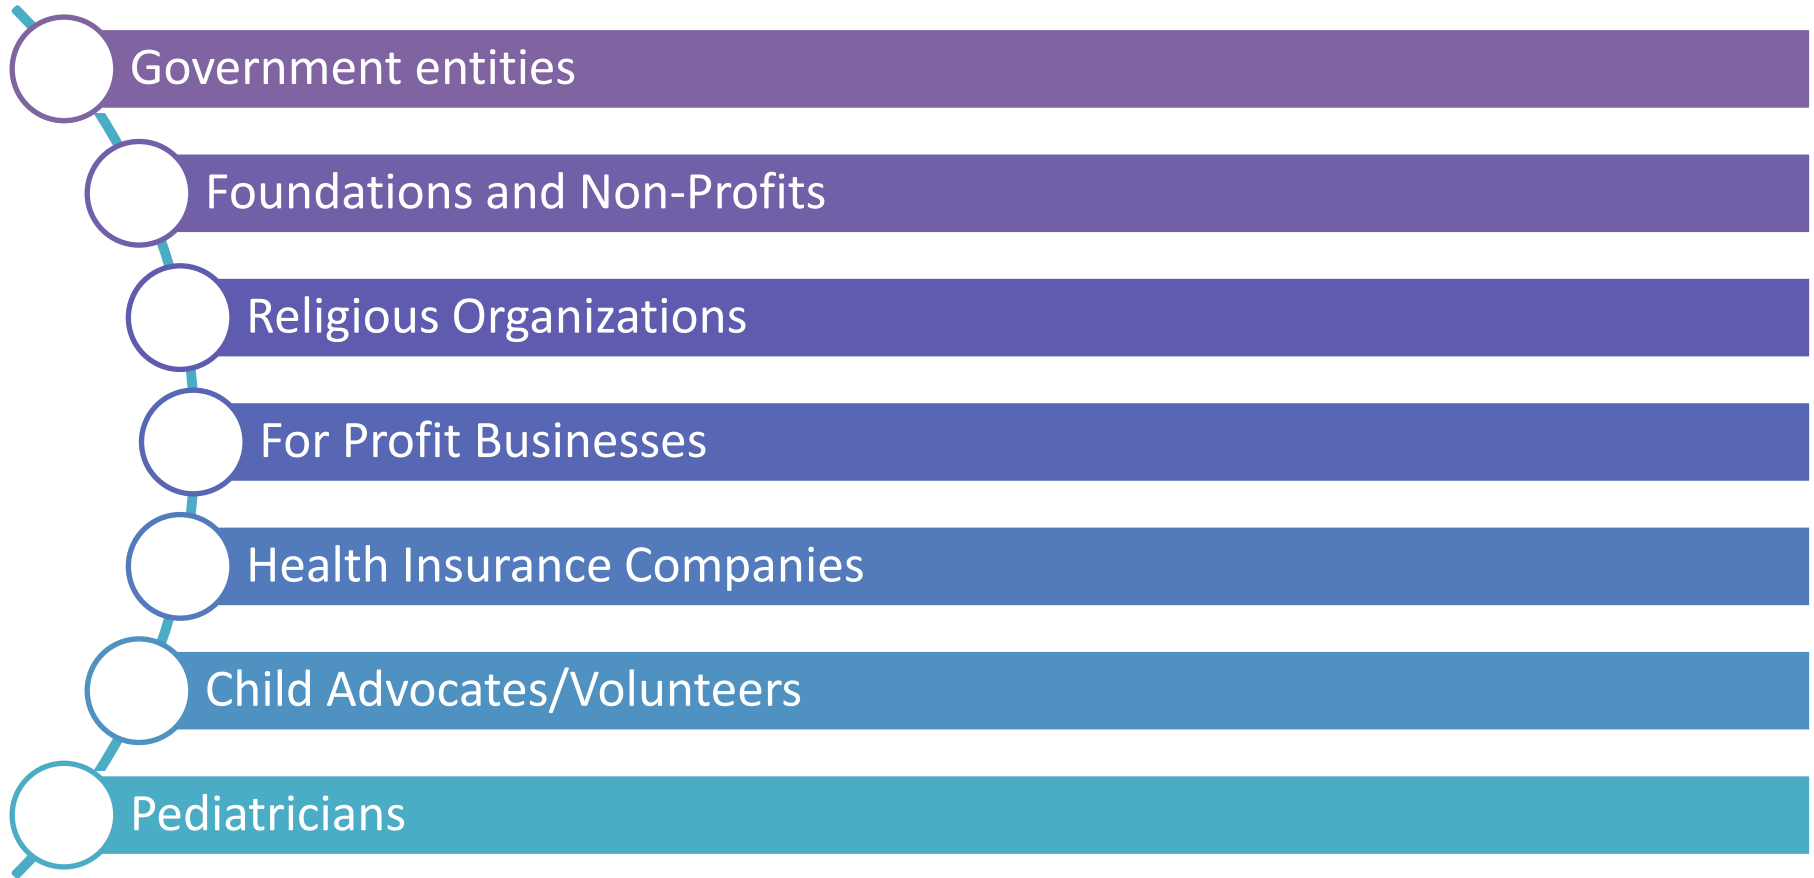 Government entities
Foundations and Non-Profits
Religious Organizations
For Profit Businesses
Health Insurance Companies
Child Advocates/Volunteers
Pediatricians